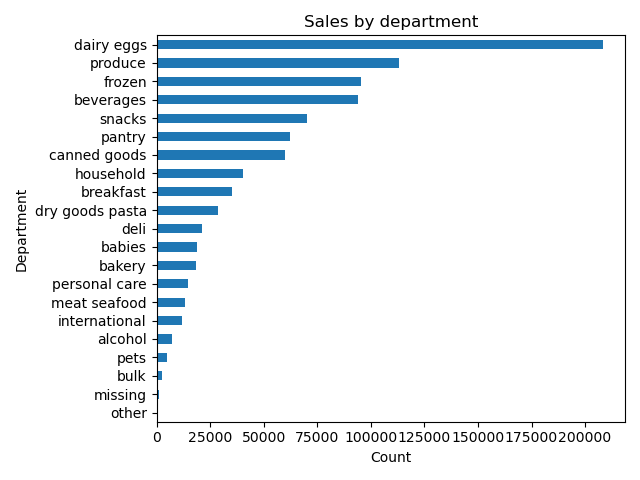 Sales by department
dairy eggs
produce
frozen
beverages
snacks
pantry
canned goods
household
breakfast
dry goods pasta
deli
babies
bakery
personal care
meat seafood
international
alcohol
pets
bulk
missing
other
Department
0 25000 50000 75000 100000 125000 150000 175000 200000
Count